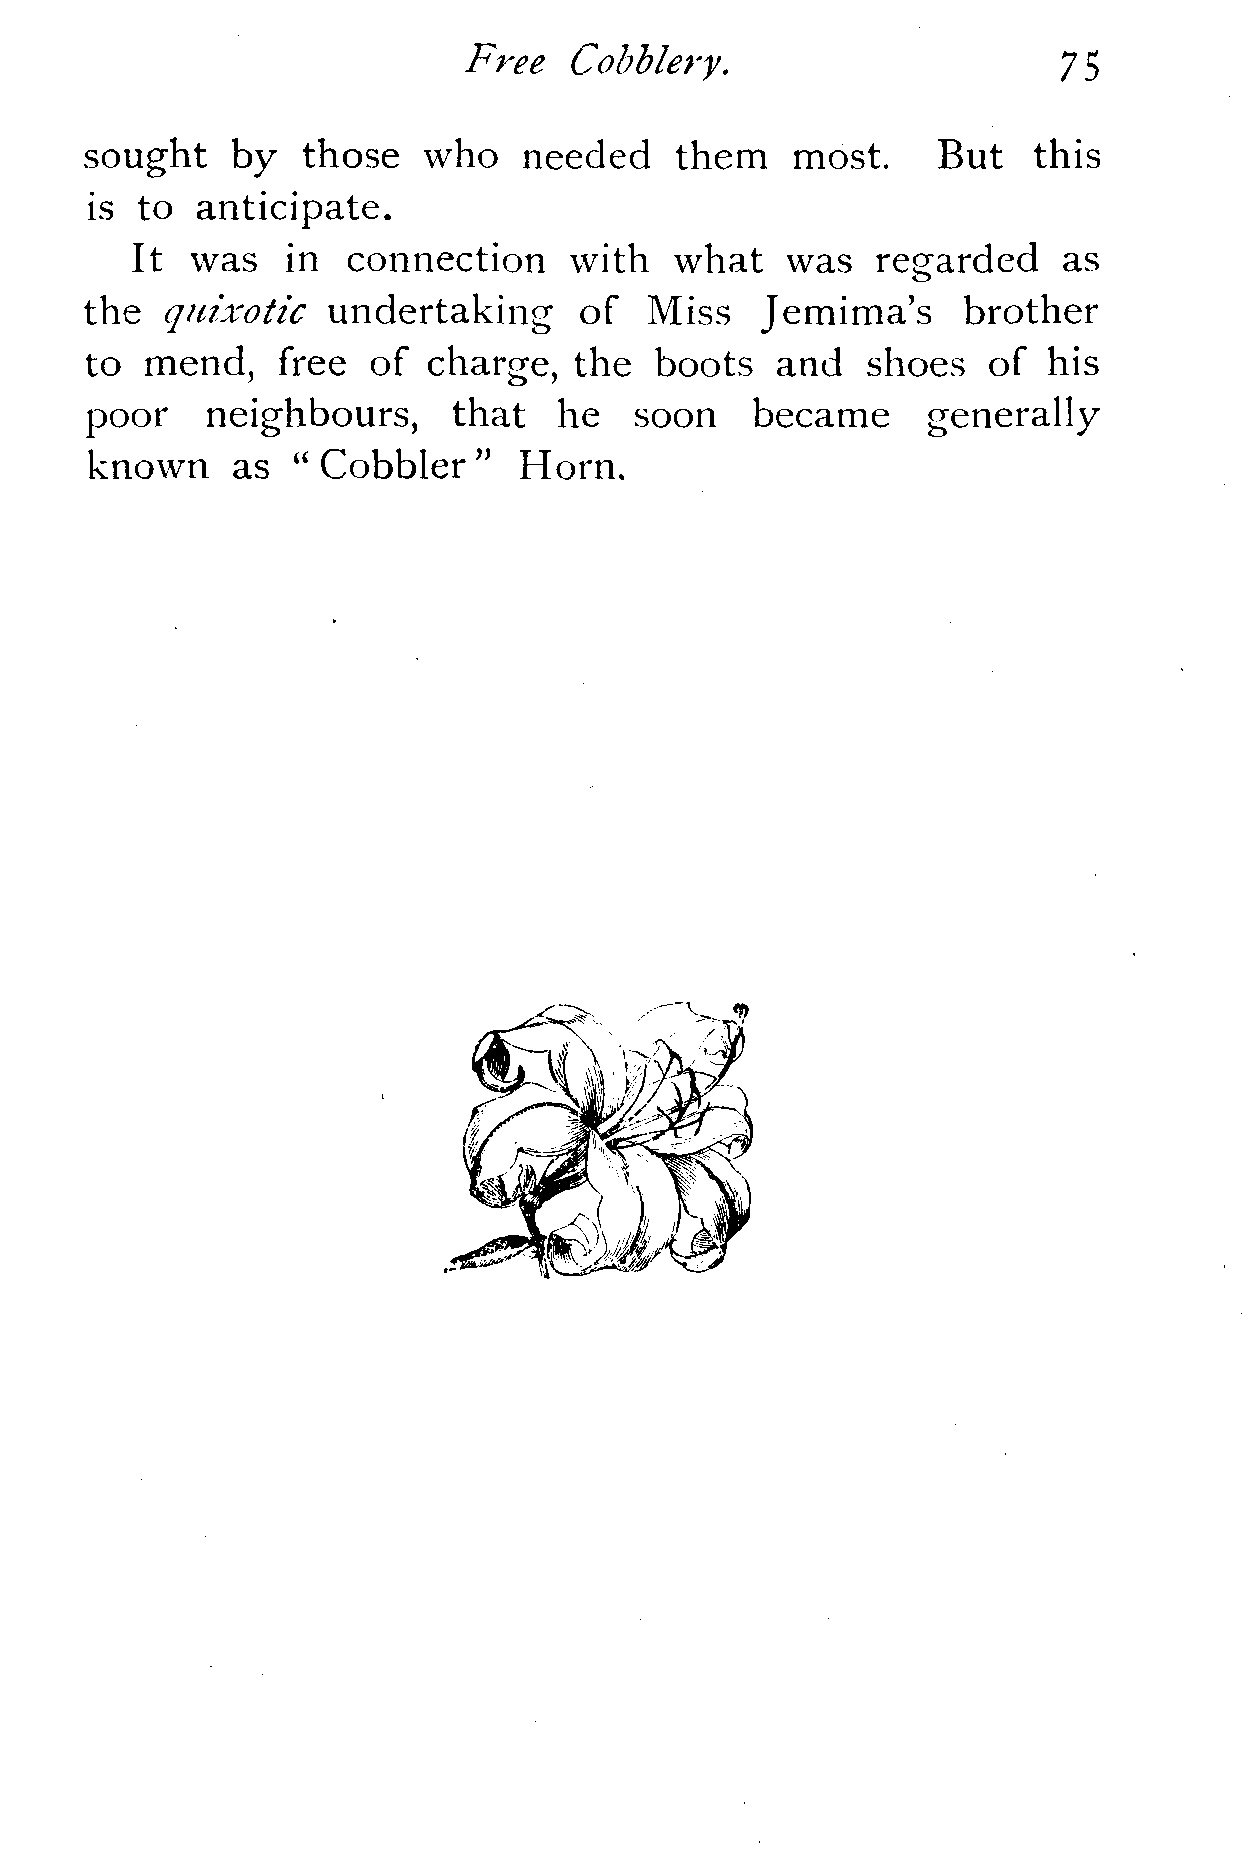 Free Cobblery. 75
sought by those who needed them most. But this
is to anticipate.
It was in connection with what was regarded as
the quixotic undertaking of Miss Jemima's brother
to mend, free of charge, the boots and shoes of his
poor neighbours, that he soon became generally
known as “ Cobbler ” Horn.